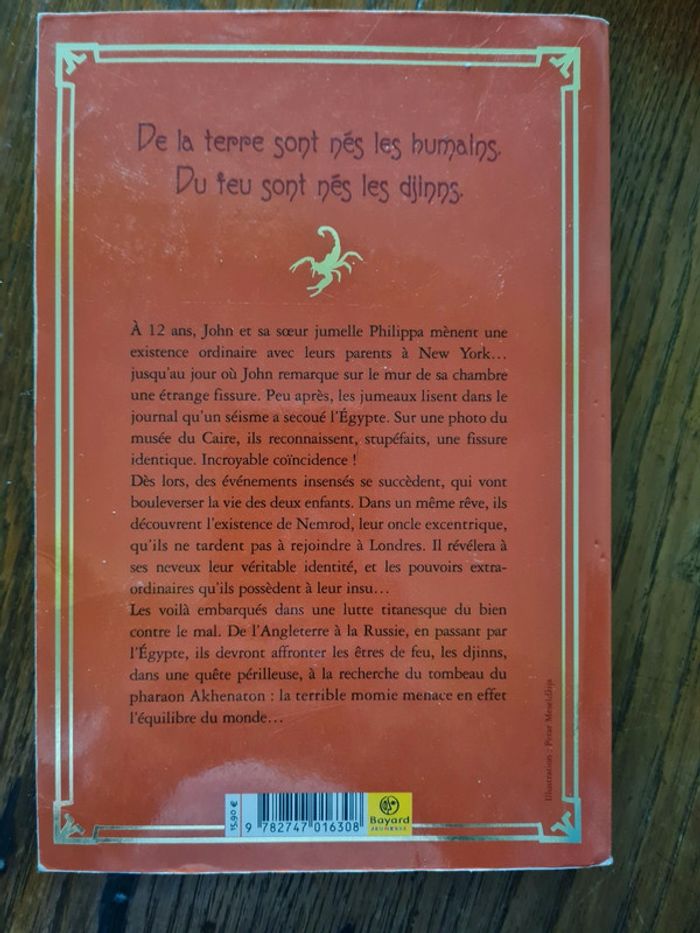 De la terre sont nés les humains.
Du feu sont nés les djinns.
À 12 ans, John et sa sœur jumelle Philippa mènent une
existence ordinaire avec leurs parents à New York...
jusqu'au jour où John remarque sur le mur de sa chambre
une étrange fissure. Peu après, les jumeaux lisent dans le
journal qu'un séisme a secoué l'Égypte. Sur une photo du
musée du Caire, ils reconnaissent, stupéfaits, une fissure
identique. Incroyable coïncidence !
Dès lors, des événements insensés se succèdent, qui vont
bouleverser la vie des deux enfants. Dans un même rêve, ils
découvrent l'existence de Nemrod, leur oncle excentrique,
qu'ils ne tardent pas à rejoindre à Londres. Il révélera à
ses neveux leur véritable identité, et les pouvoirs extra-
ordinaires qu'ils possèdent à leur insu...
Les voilà embarqués dans une lutte titanesque du bien
contre le mal. De l'Angleterre à la Russie, en passant par
l'Égypte, ils devront affronter les êtres de feu, les djinns,
dans une quête périlleuse, à la recherche du tombeau du
pharaon Akhenaton : la terrible momie menace en effet
l'équilibre du monde...
Illustration : Petar Meseldžija
15,90 €
9 782747 016308
Bayard
JEUNESSE